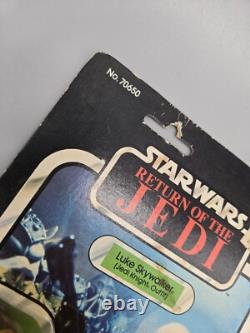 No. 70650
STAR WARS
RETURN OF THE
JEDI
Luke Skywalker
(Jedi Knight Outfit)